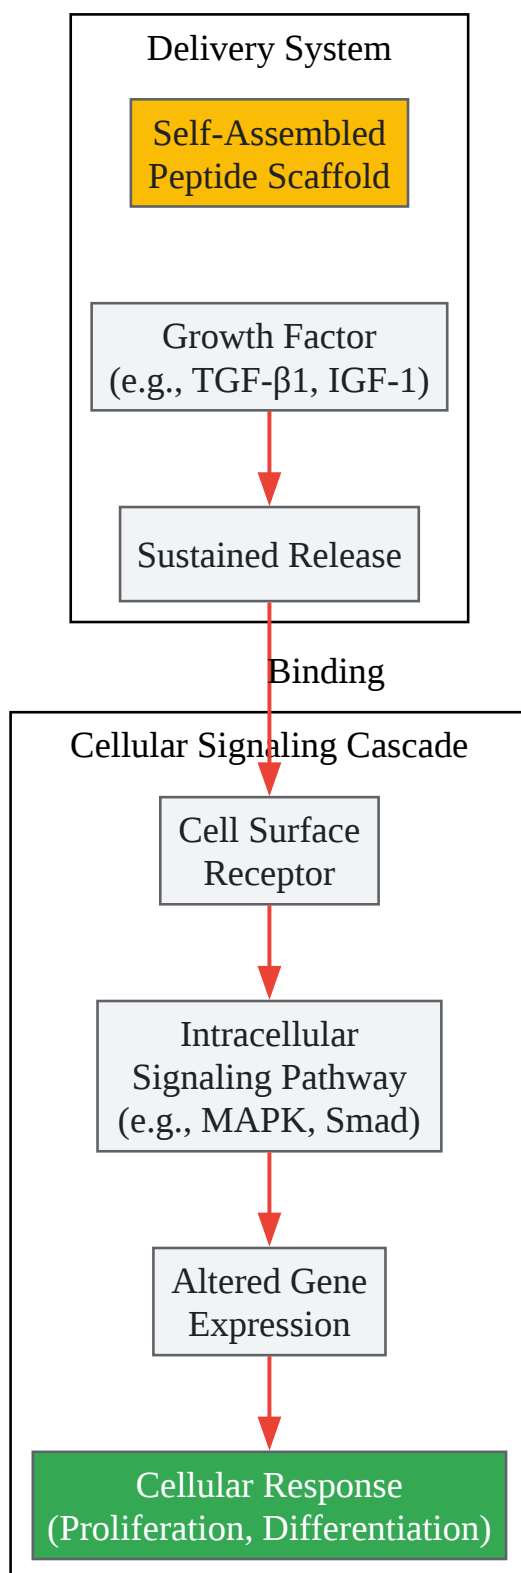 Delivery System
Self-Assembled
Peptide Scaffold
Growth Factor
(e.g., TGF-β1, IGF-1)
Sustained Release
Binding
Cellular Signaling Cascade
Cell Surface
Receptor
Intracellular
Signaling Pathway
(e.g., MAPK, Smad)
Altered Gene
Expression
Cellular Response
(Proliferation, Differentiation)